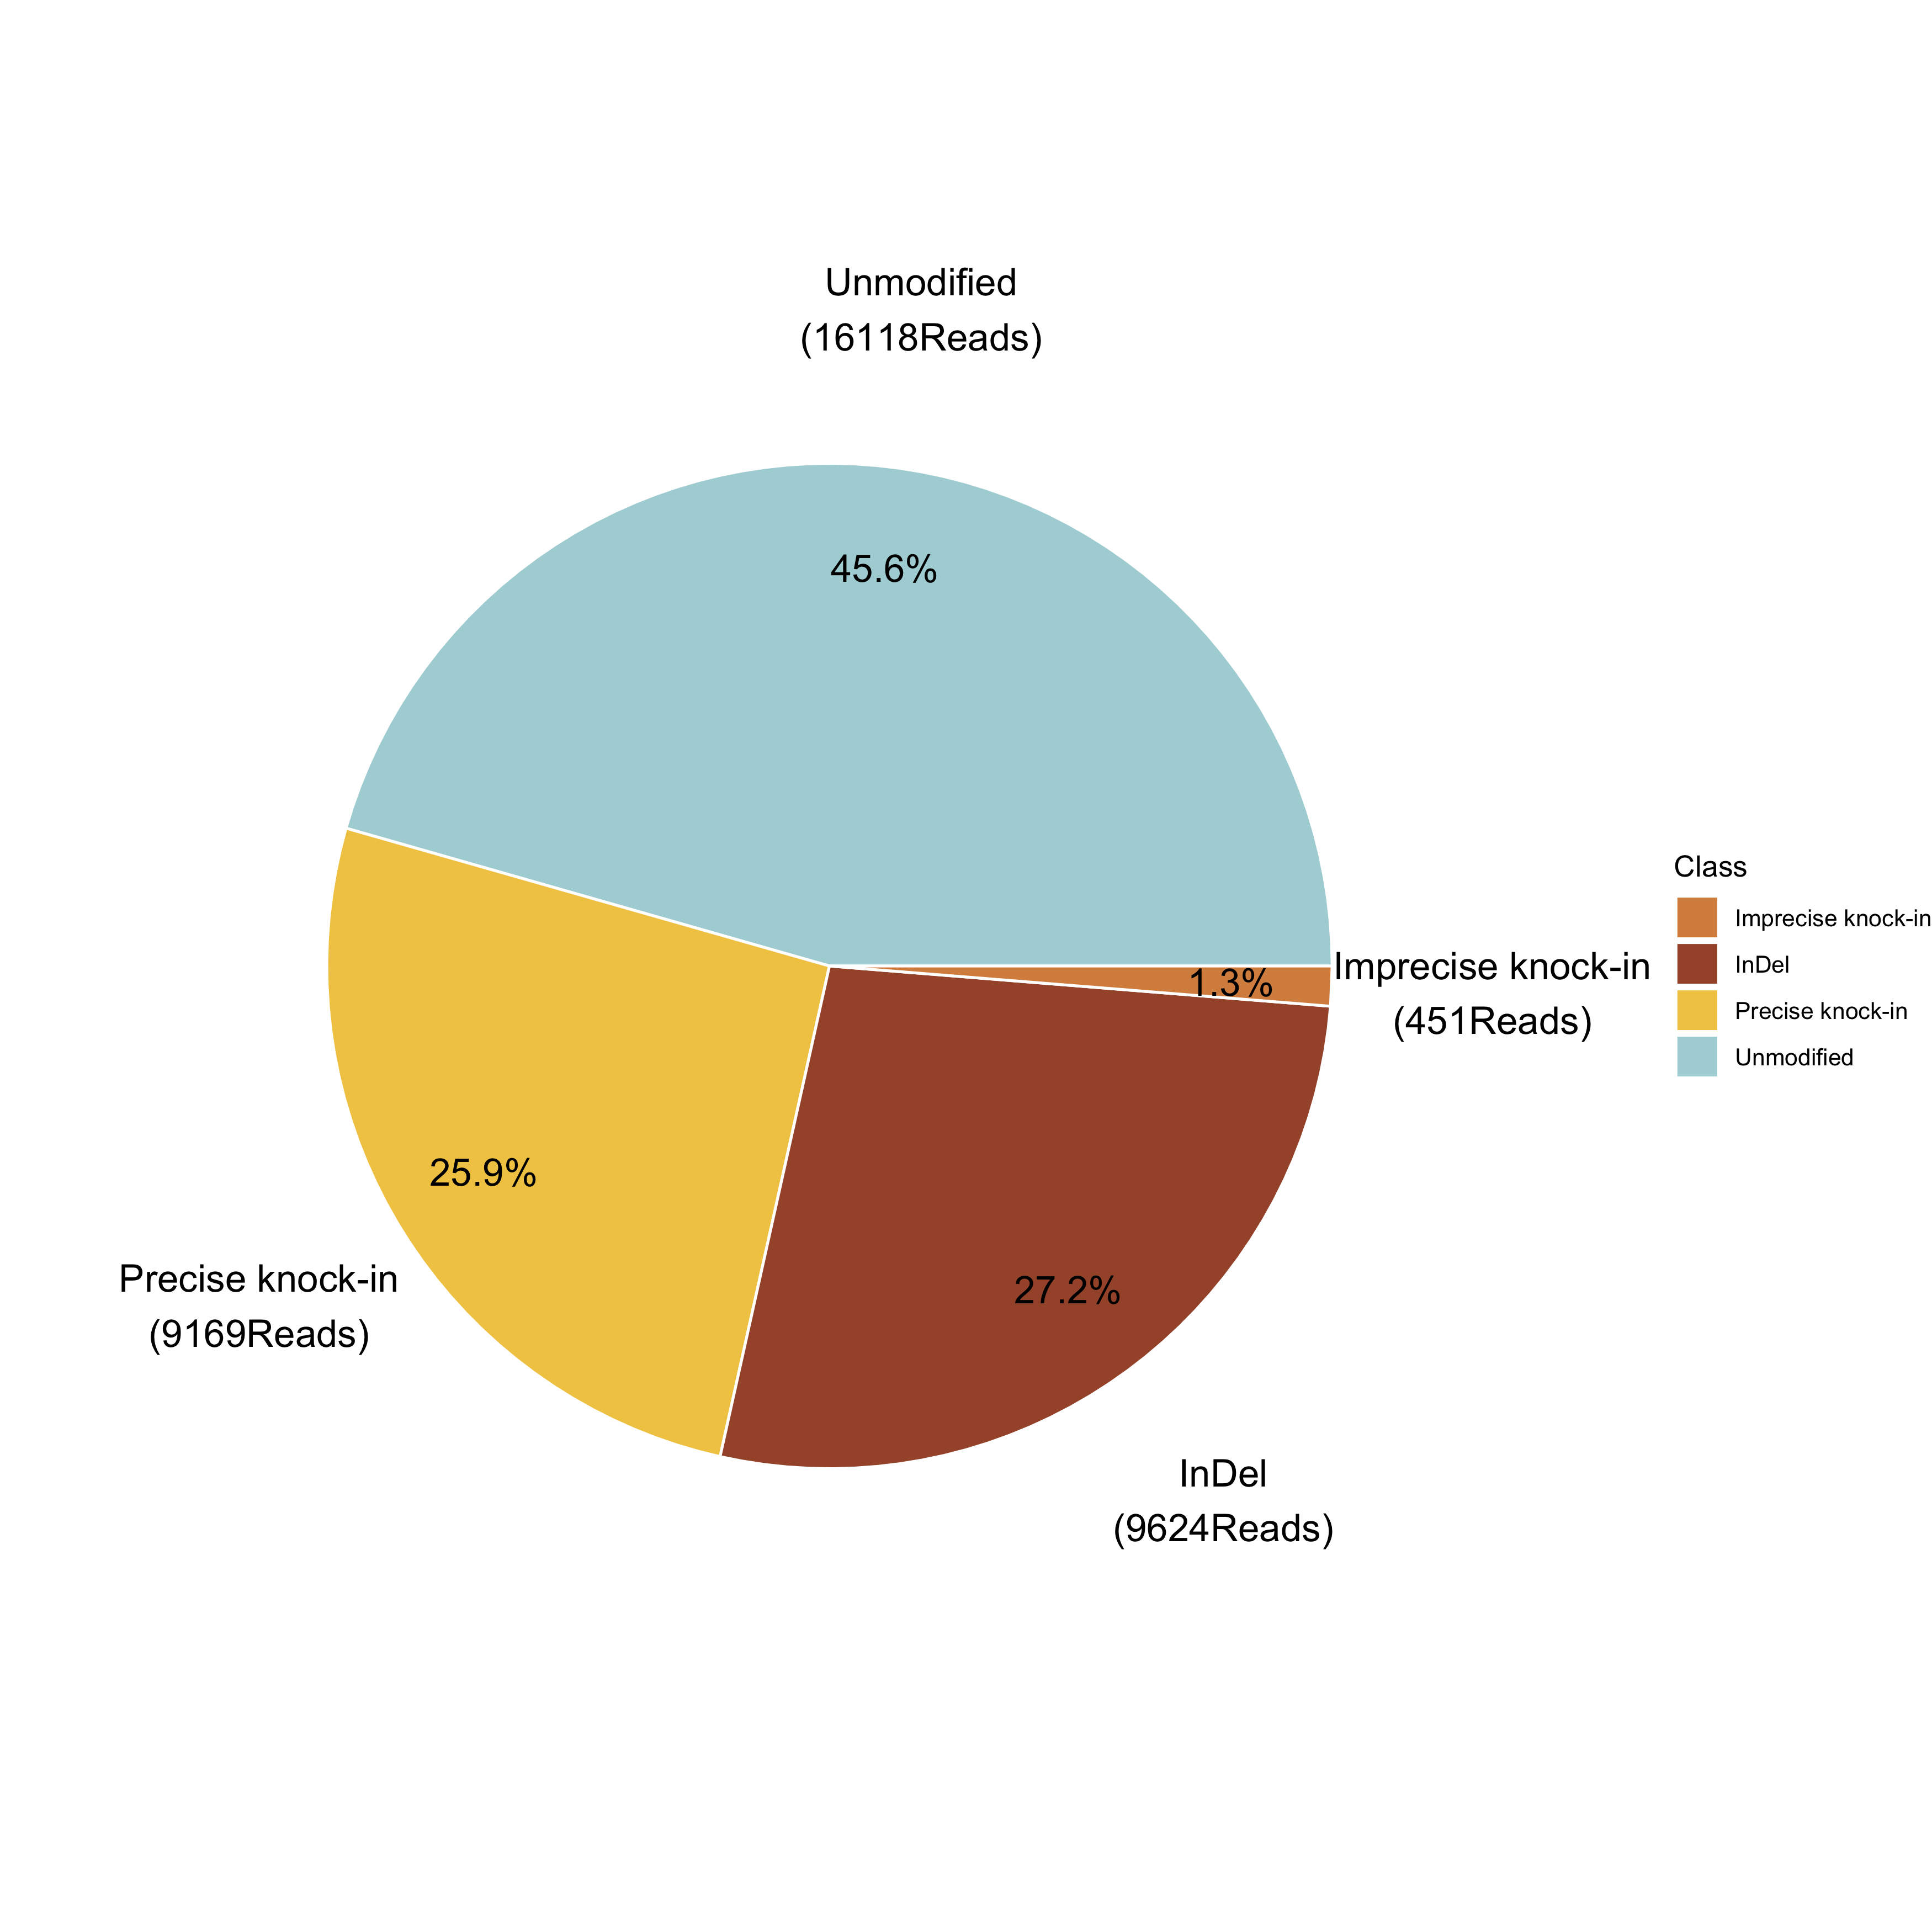 Unmodified
(16118Reads)
45.6%
Imprecise knock-in
(451Reads)
1.3%
25.9%
Precise knock-in
(9169Reads)
27.2%
InDel
(9624Reads)
Class
Imprecise knock-in
InDel
Precise knock-in
Unmodified